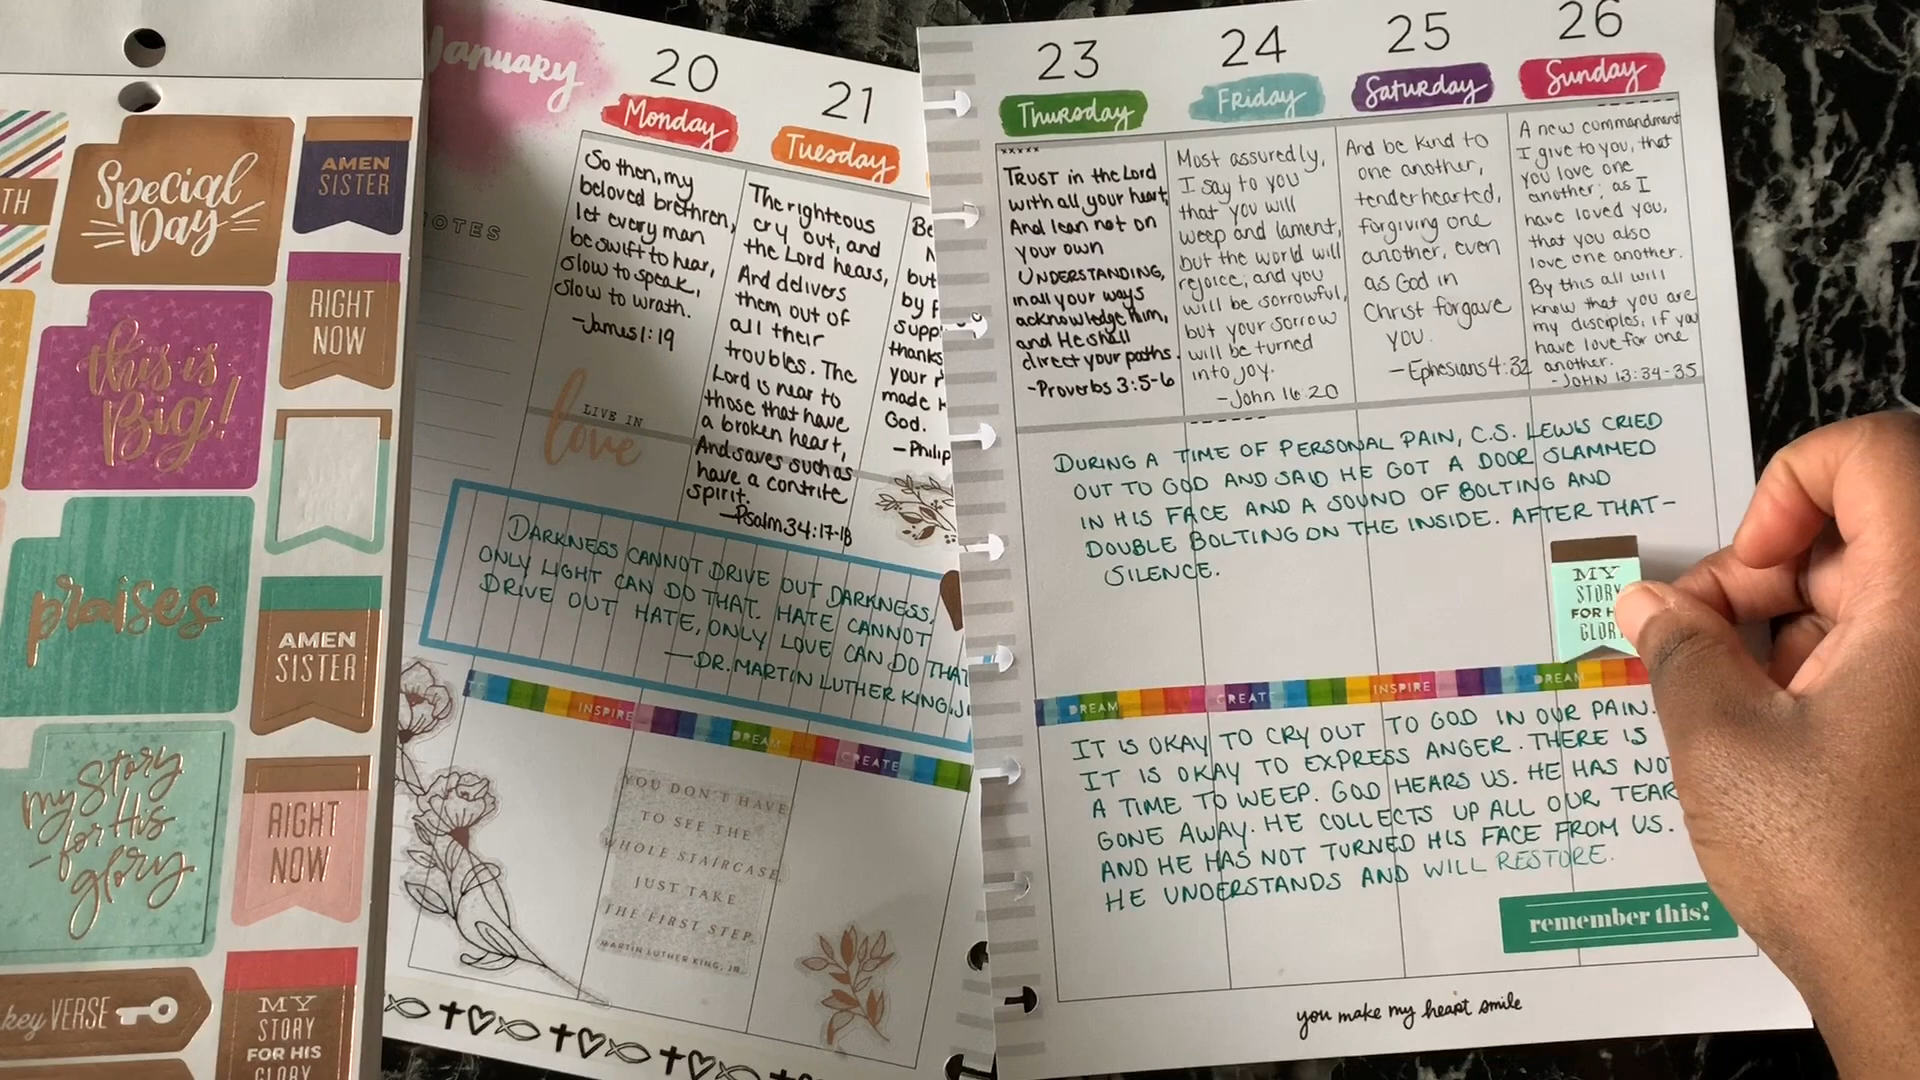 TH
Special
Day
AMEN
SISTER
this is
Big!
RIGHT
NOW
praises
AMEN
SISTER
my Story
for His
glory
RIGHT
NOW
key VERSE
MY
STORY
FOR HIS
GLORY
January
NOTES
20
Monday
So then, my
beloved brethren,
let every man
be swift to hear,
slow to speak,
slow to wrath.
-James 1:19
LIVE IN
love
21
Tuesday
The righteous
cry out, and
the Lord hears,
And delivers
them out of
all their
troubles. The
Lord is near to
those that have
a broken heart,
And saves such as
have a contrite
spirit.
-Psalm 34:17-18
Be
but
by
supp
thanks
your
made
God.
-Philip
DARKNESS CANNOT DRIVE OUT DARKNESS,
ONLY LIGHT CAN DO THAT. HATE CANNOT
DRIVE OUT HATE, ONLY LOVE CAN DO THAT
-DR. MARTIN LUTHER KING, J
INSPIRE DREAM CREATE
YOU DON'T HAVE
TO SEE THE
WHOLE STAIRCASE,
JUST TAKE
THE FIRST STEP.
MARTIN LUTHER KING, JR.
23
Thursday
xxxxx
TRUST in the Lord
with all your heart,
And lean not on
your own
UNDERSTANDING,
in all your ways
acknowledge Him,
and He shall
direct your paths.
-Proverbs 3:5-6
24
Friday
Most assuredly,
I say to you
that you will
weep and lament,
but the world will
rejoice; and you
will be sorrowful,
but your sorrow
will be turned
into joy.
-John 16:20
25
Saturday
And be kind to
one another,
tenderhearted,
forgiving one
another, even
as God in
Christ forgave
you.
-Ephesians 4:32
26
Sunday
A new commandment
I give to you, that
you love one
another; as I
have loved you,
that you also
love one another.
By this all will
know that you are
my disciples, if you
have love for one
another.
-JOHN 13:34-35
DURING A TIME OF PERSONAL PAIN, C.S. LEWIS CRIED
OUT TO GOD AND SAID HE GOT A DOOR SLAMMED
IN HIS FACE AND A SOUND OF BOLTING AND
DOUBLE BOLTING ON THE INSIDE. AFTER THAT-
SILENCE.
MY
STORY
FOR H
GLOR
DREAM CREATE INSPIRE DREAM
IT IS OKAY TO CRY OUT TO GOD IN OUR PAIN.
IT IS OKAY TO EXPRESS ANGER. THERE IS
A TIME TO WEEP. GOD HEARS US. HE HAS NOT
GONE AWAY. HE COLLECTS UP ALL OUR TEAR
AND HE HAS NOT TURNED HIS FACE FROM US.
HE UNDERSTANDS AND WILL RESTORE.
remember this!
you make my heart smile